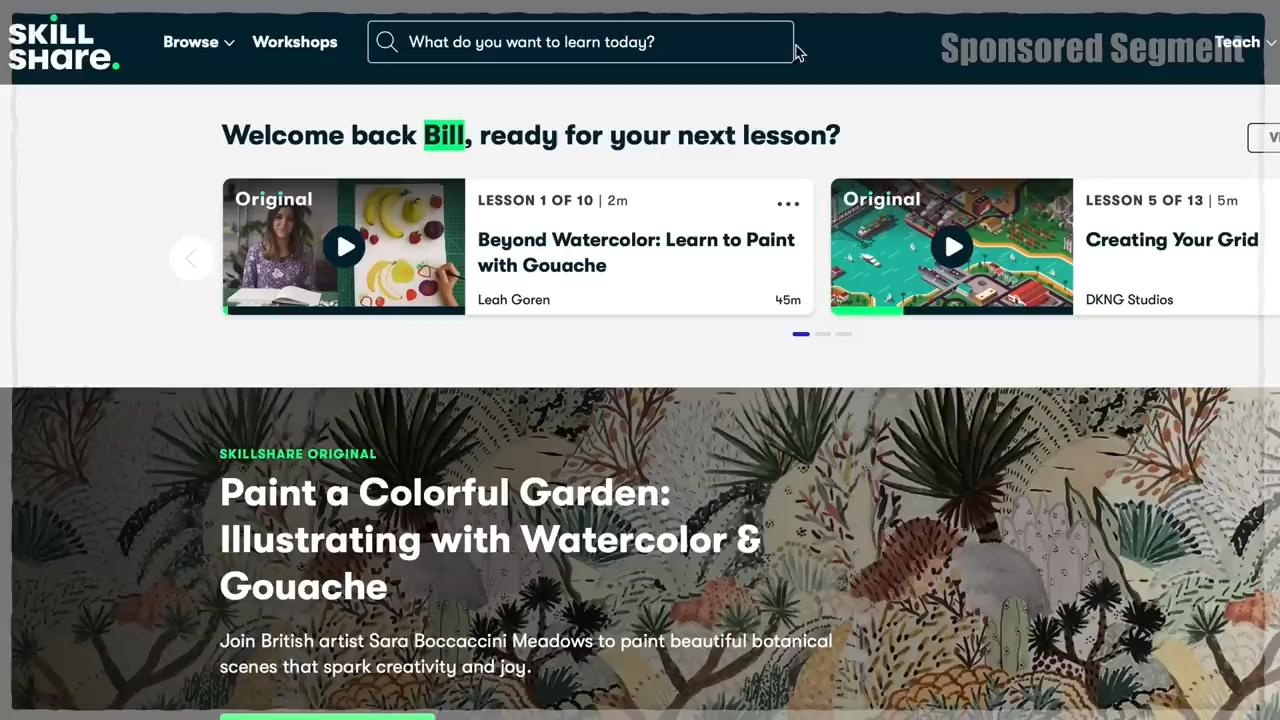 SKILL
SHare.
Browse
Workshops
What do you want to learn today?
Sponsored Segment
Teach
Welcome back Bill, ready for your next lesson?
Original
LESSON 1 OF 10 | 2m
Beyond Watercolor: Learn to Paint
with Gouache
Leah Goren
45m
Original
LESSON 5 OF 13 | 5m
Creating Your Grid
DKNG Studios
SKILLSHARE ORIGINAL
Paint a Colorful Garden:
Illustrating with Watercolor &
Gouache
Join British artist Sara Boccaccini Meadows to paint beautiful botanical
scenes that spark creativity and joy.